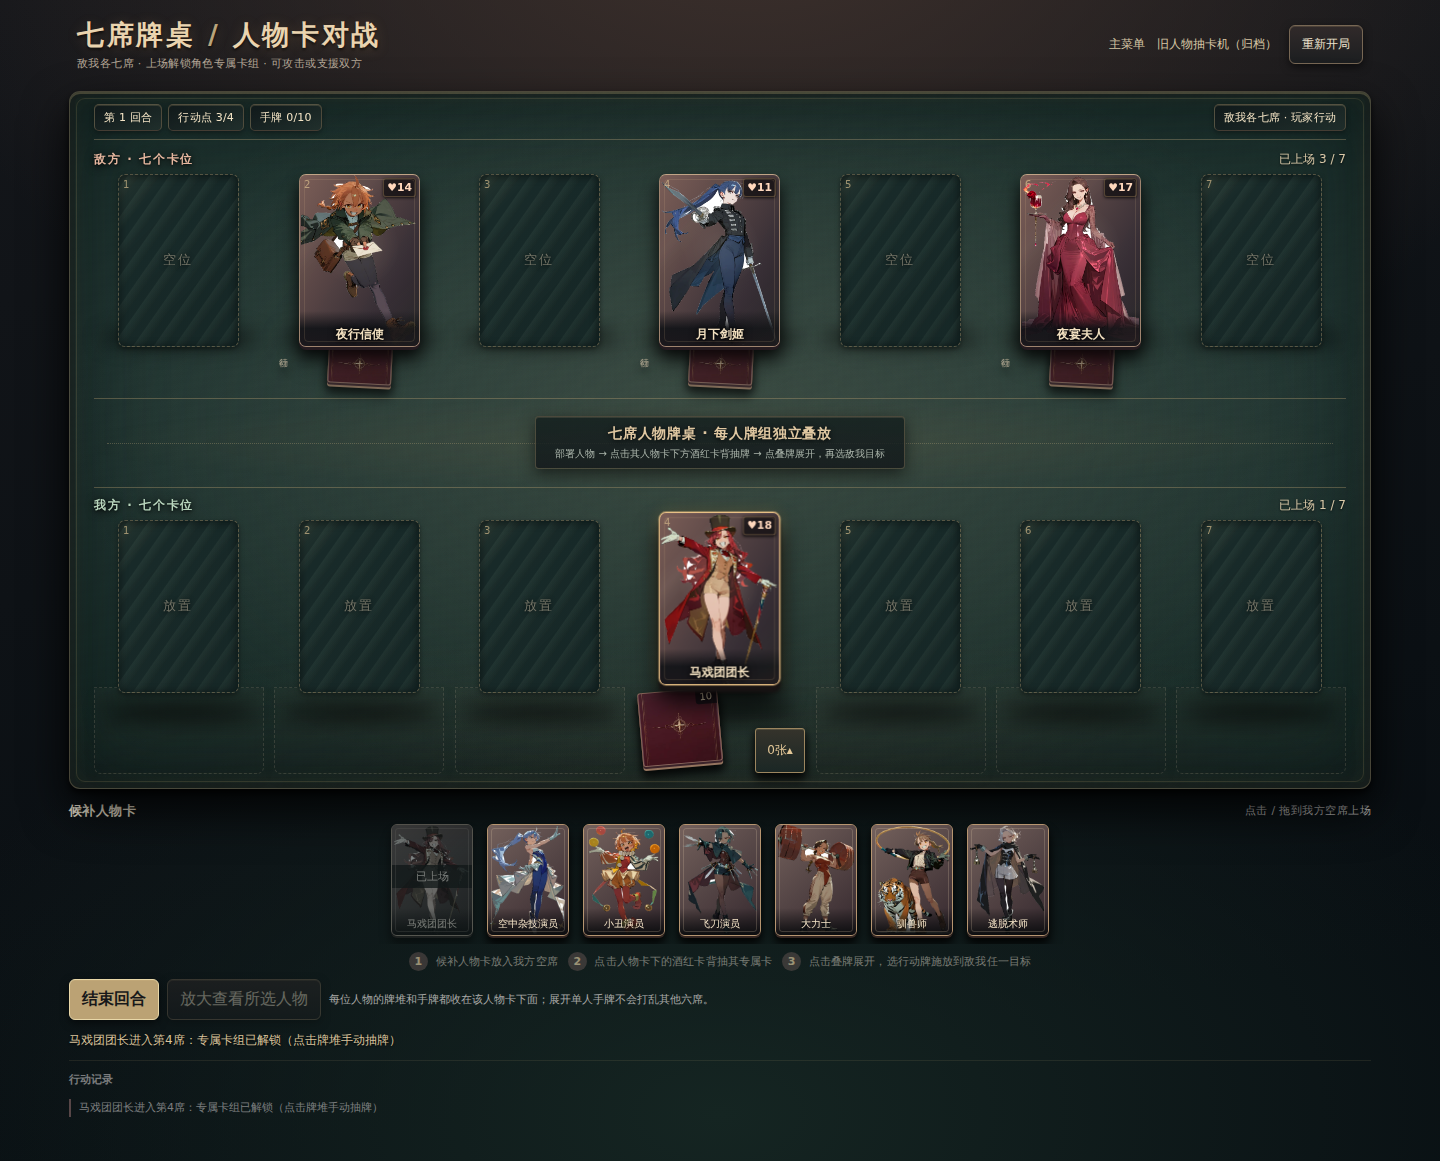 七席牌桌 / 人物卡对战
敌我各七席 · 上场解锁角色专属卡组 · 可攻击或支援双方
主菜单 旧人物抽卡机（归档） 重新开局
第 1 回合 行动点 3/4 手牌 0/10 敌我各七席 · 玩家行动
敌方 · 七个卡位 已上场 3 / 7
1 2 ♥14 3 4 ♥11 5 6 ♥17 7
空位 空位 空位 空位
夜行信使 月下剑姬 夜宴夫人
七席人物牌桌 · 每人牌组独立叠放
部署人物 → 点击其人物卡下方酒红卡背抽牌 → 点叠牌展开，再选敌我目标
我方 · 七个卡位 已上场 1 / 7
1 2 3 4 ♥18 5 6 7
放置 放置 放置 放置 放置 放置
马戏团团长
10
0张▴
候补人物卡 点击 / 拖到我方空席上场
已上场
马戏团团长 空中杂技演员 小丑演员 飞刀演员 大力士 驯兽师 逃脱术师
1 候补人物卡放入我方空席 2 点击人物卡下的酒红卡背抽其专属卡 3 点击叠牌展开，选行动牌施放到敌我任一目标
结束回合 放大查看所选人物 每位人物的牌堆和手牌都收在该人物卡下面；展开单人手牌不会打乱其他六席。
马戏团团长进入第4席：专属卡组已解锁（点击牌堆手动抽牌）
行动记录
马戏团团长进入第4席：专属卡组已解锁（点击牌堆手动抽牌）